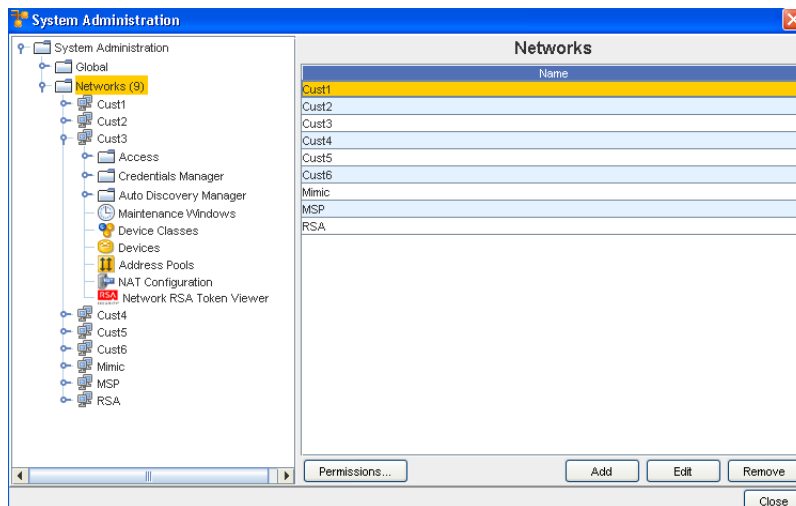 System Administration
System Administration
Global
Networks (9)
Cust1
Cust2
Cust3
Access
Credentials Manager
Auto Discovery Manager
Maintenance Windows
Device Classes
Devices
Address Pools
NAT Configuration
RSA
Network RSA Token Viewer
Cust4
Cust5
Cust6
Mimic
MSP
RSA
Networks
Name
Cust1
Cust2
Cust3
Cust4
Cust5
Cust6
Mimic
MSP
RSA
Permissions...
Add
Edit
Remove
Close